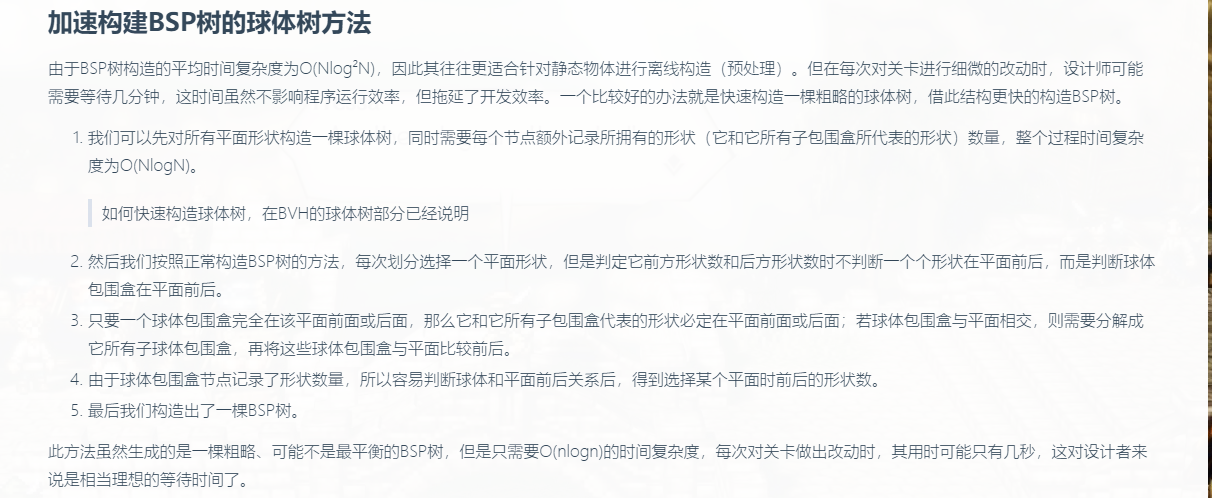 加速构建BSP树的球体树方法
由于BSP树构造的平均时间复杂度为O(Nlog²N)，因此其往往更适合针对静态物体进行离线构造（预处理）。但在每次对关卡进行细微的改动时，设计师可能
需要等待几分钟，这时间虽然不影响程序运行效率，但拖延了开发效率。一个比较好的办法就是快速构造一棵粗略的球体树，借此结构更快的构造BSP树。
1. 我们可以先对所有平面形状构造一棵球体树，同时需要每个节点额外记录所拥有的形状（它和它所有子包围盒所代表的形状）数量，整个过程时间复杂
度为O(NlogN)。
如何快速构造球体树，在BVH的球体树部分已经说明
2. 然后我们按照正常构造BSP树的方法，每次划分选择一个平面形状，但是判定它前方形状数和后方形状数时不判断一个个形状在平面前后，而是判断球体
包围盒在平面前后。
3. 只要一个球体包围盒完全在该平面前面或后面，那么它和它所有子包围盒代表的形状必定在平面前面或后面；若球体包围盒与平面相交，则需要分解成
它所有子球体包围盒，再将这些球体包围盒与平面比较前后。
4. 由于球体包围盒节点记录了形状数量，所以容易判断球体和平面前后关系后，得到选择某个平面时前后的形状数。
5. 最后我们构造出了一棵BSP树。
此方法虽然生成的是一棵粗略、可能不是最平衡的BSP树，但是只需要O(nlogn)的时间复杂度，每次对关卡做出改动时，其用时可能只有几秒，这对设计者来
说是相当理想的等待时间了。